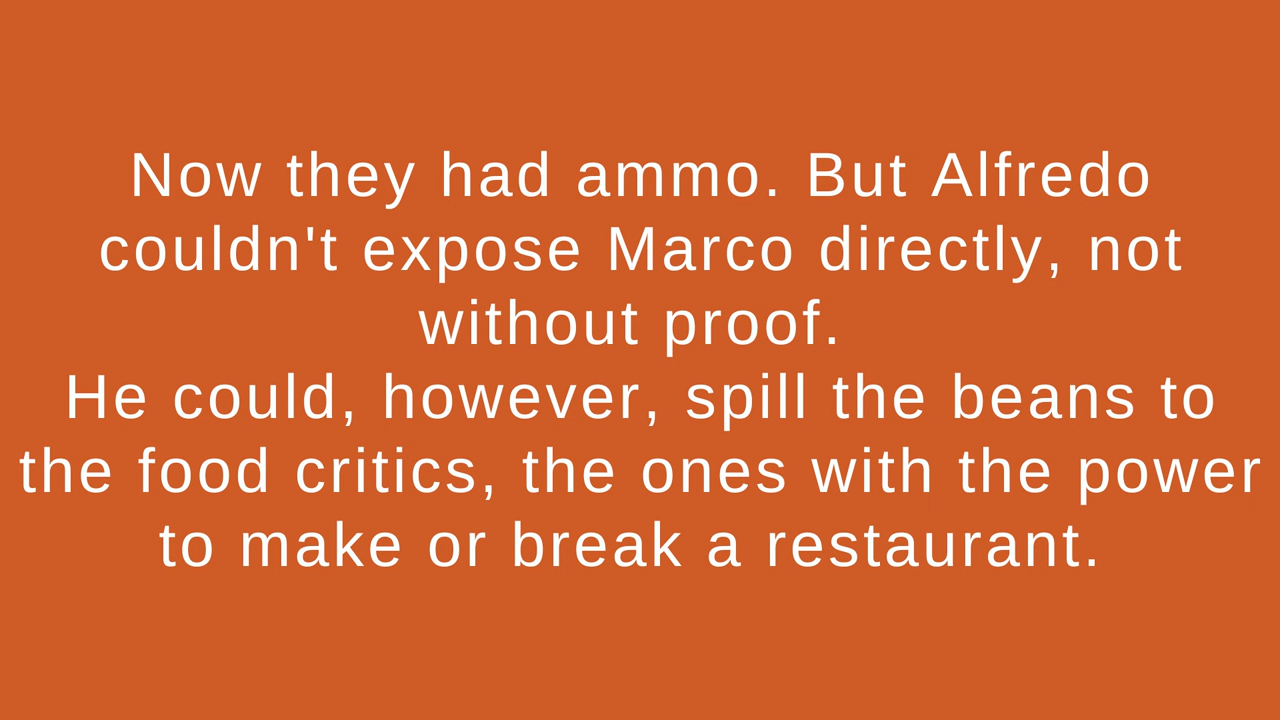 Now they had ammo. But Alfredo
couldn't expose Marco directly, not
without proof.
He could, however, spill the beans to
the food critics, the ones with the power
to make or break a restaurant.